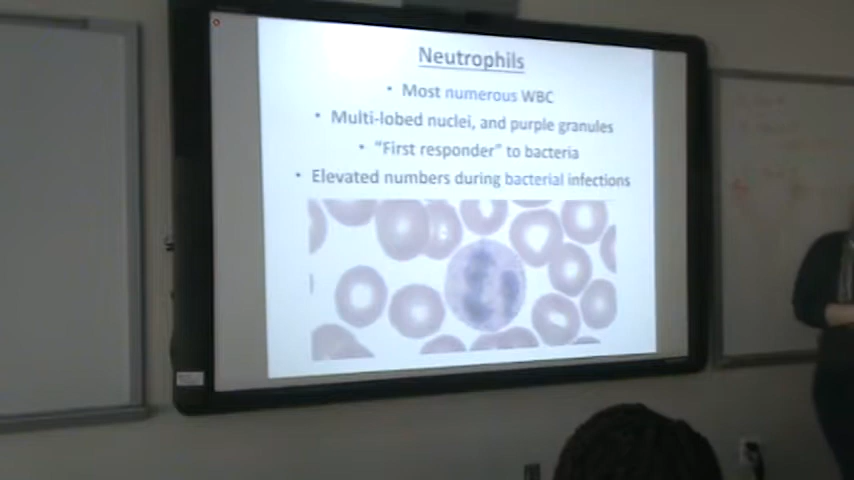 Neutrophils
• Most numerous WBC
• Multi-lobed nuclei, and purple granules
• "First responder" to bacteria
• Elevated numbers during bacterial infections